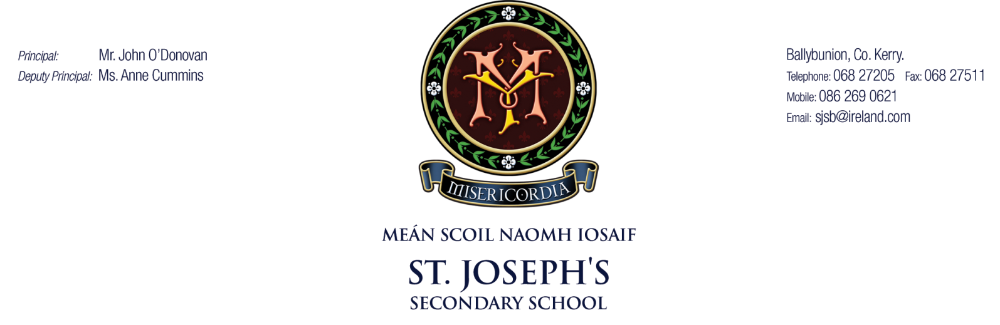 Principal: Mr. John O'Donovan
Deputy Principal: Ms. Anne Cummins
Ballybunion, Co. Kerry.
Telephone: 068 27205 Fax: 068 27511
Mobile: 086 269 0621
Email: sjsb@ireland.com
MISERICORDIA
MEÁN SCOIL NAOMH IOSAIF
ST. JOSEPH'S
SECONDARY SCHOOL